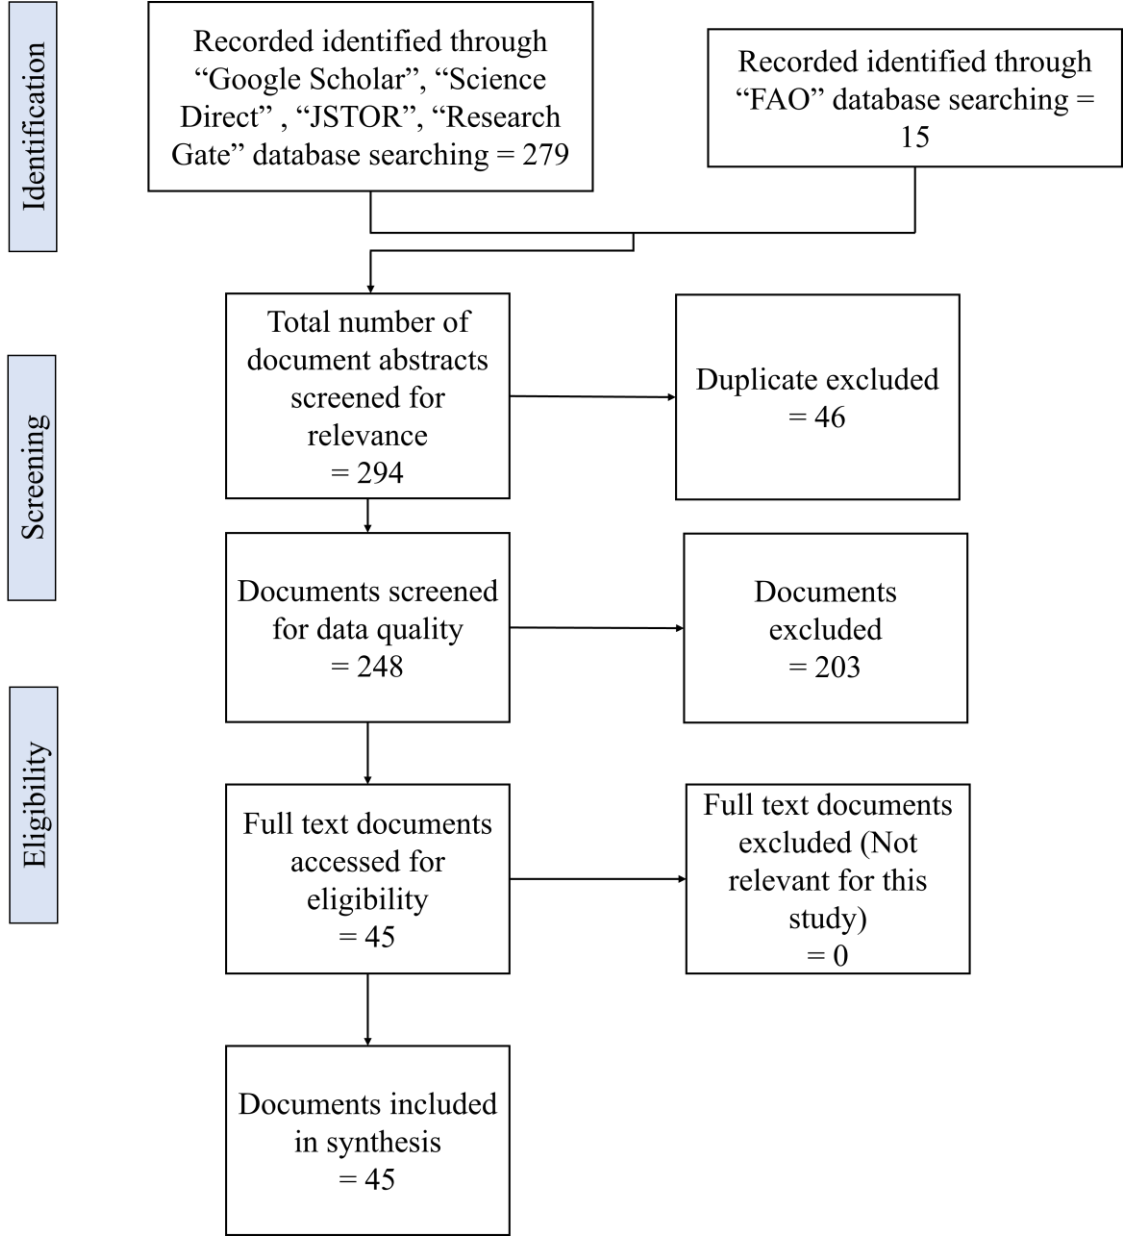 Identification
Recorded identified through
“Google Scholar”, “Science
Direct” , “JSTOR”, “Research
Gate” database searching = 279
Recorded identified through
“FAO” database searching =
15
Screening
Total number of
document abstracts
screened for
relevance
= 294
Duplicate excluded
= 46
Documents screened
for data quality
= 248
Documents
excluded
= 203
Eligibility
Full text documents
accessed for
eligibility
= 45
Full text documents
excluded (Not
relevant for this
study)
= 0
Documents included
in synthesis
= 45